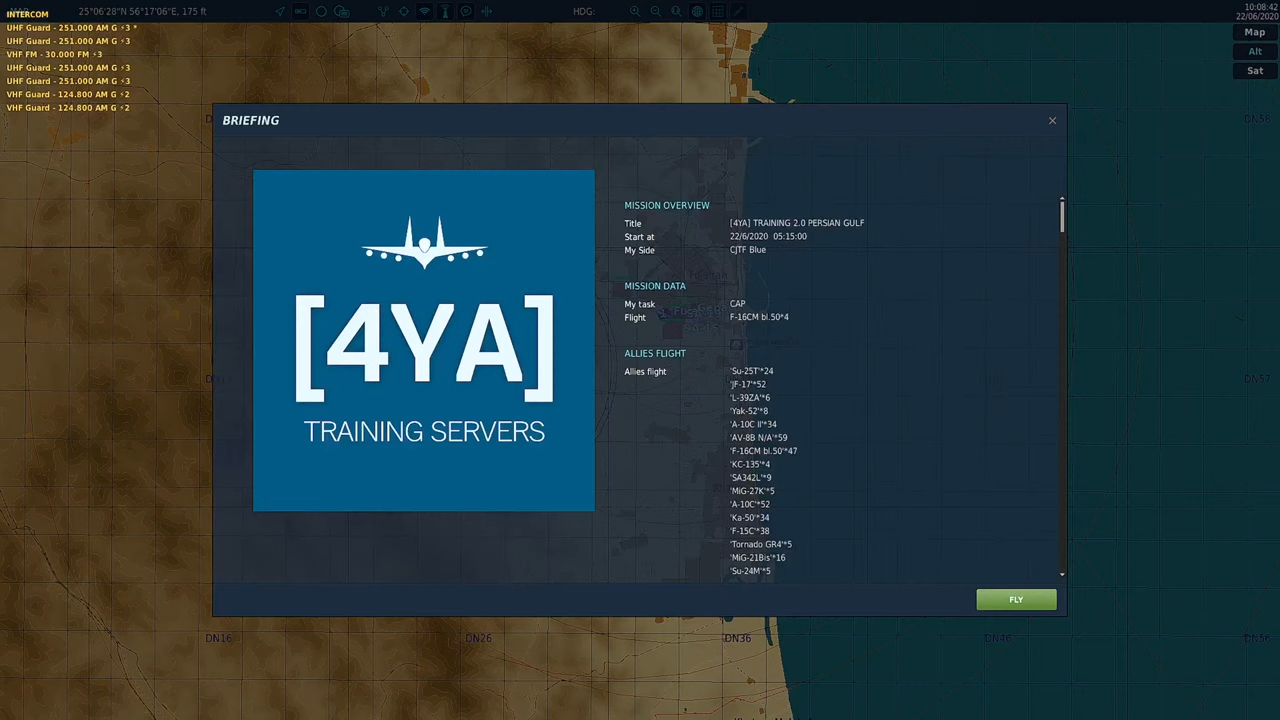 25°06'28"N 56°17'06"E, 175 ft
HDG:
10:08:42
22/06/2020
INTERCOM
UHF Guard - 251.000 AM G ⚡3 *
UHF Guard - 251.000 AM G ⚡3
VHF FM - 30.000 FM ⚡3
UHF Guard - 251.000 AM G ⚡3
UHF Guard - 251.000 AM G ⚡3
VHF Guard - 124.800 AM G ⚡2
VHF Guard - 124.800 AM G ⚡2
Map
Alt
Sat
DN58
BRIEFING
[4YA]
TRAINING SERVERS
MISSION OVERVIEW
Title [4YA] TRAINING 2.0 PERSIAN GULF
Start at 22/6/2020 05:15:00
My Side CJTF Blue
MISSION DATA
My task CAP
Flight F-16CM bl.50*4
ALLIES FLIGHT
Allies flight 'Su-25T'*24
'JF-17'*52
'L-39ZA'*6
'Yak-52'*8
'A-10C II'*34
'AV-8B N/A'*59
'F-16CM bl.50'*47
'KC-135'*4
'SA342L'*9
'MiG-27K'*5
'A-10C'*52
'Ka-50'*34
'F-15C'*38
'Tornado GR4'*5
'MiG-21Bis'*16
'Su-24M'*5
FLY
DN57
DN16
DN26
DN36
DN46
DN56